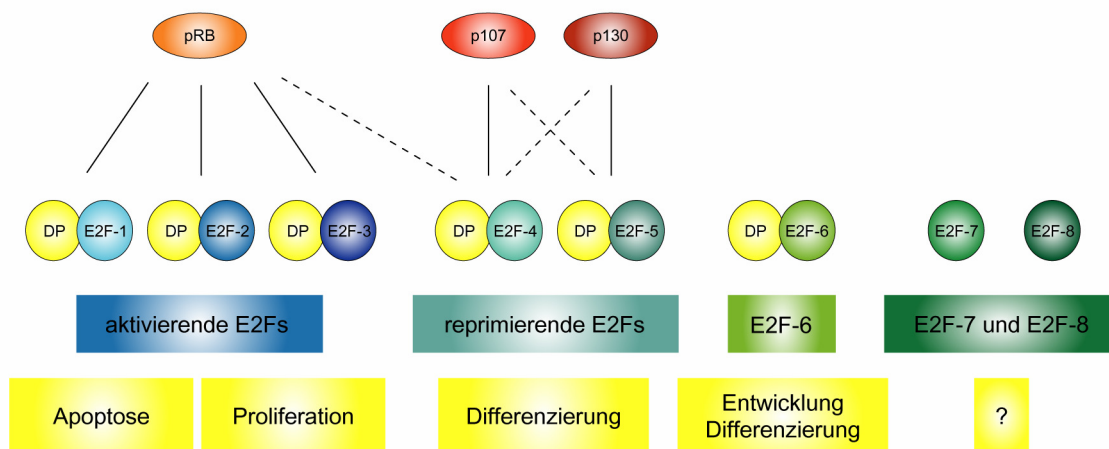 pRB
p107
p130
DP E2F-1
DP E2F-2
DP E2F-3
DP E2F-4
DP E2F-5
DP E2F-6
E2F-7
E2F-8
aktivierende E2Fs
reprimierende E2Fs
E2F-6
E2F-7 und E2F-8
Apoptose
Proliferation
Differenzierung
Entwicklung
Differenzierung
?